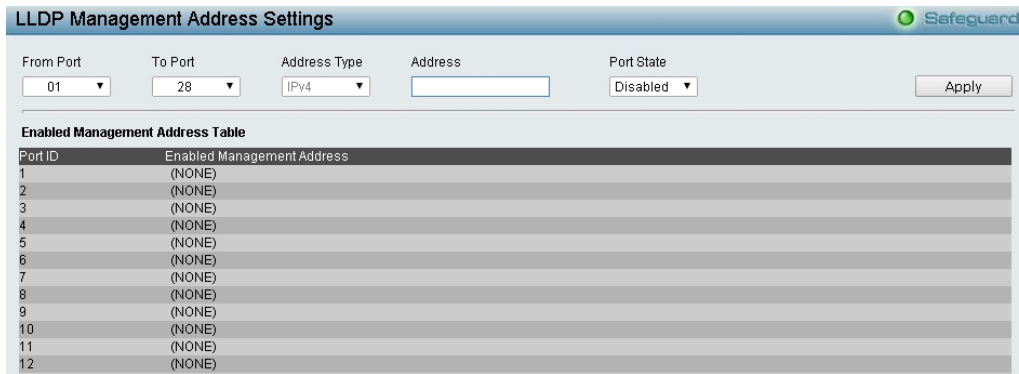 LLDP Management Address Settings
Safeguard
From Port To Port Address Type Address Port State
01 28 IPv4 Disabled Apply
Enabled Management Address Table
Port ID Enabled Management Address
1 (NONE)
2 (NONE)
3 (NONE)
4 (NONE)
5 (NONE)
6 (NONE)
7 (NONE)
8 (NONE)
9 (NONE)
10 (NONE)
11 (NONE)
12 (NONE)